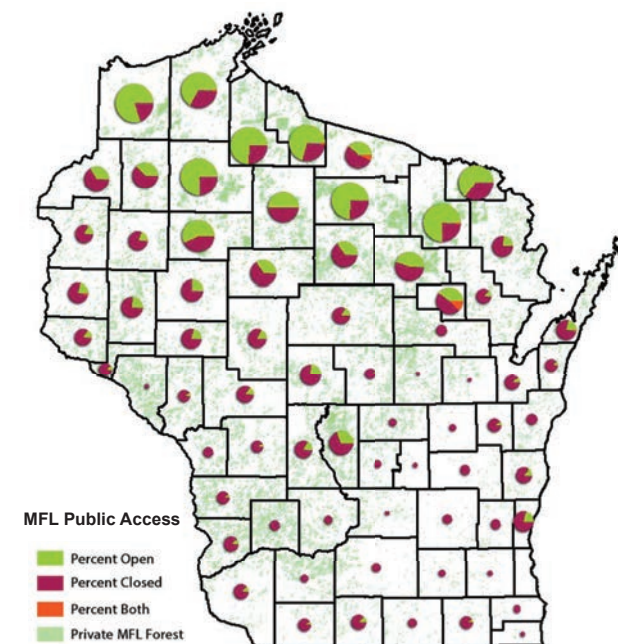 MFL Public Access
Percent Open
Percent Closed
Percent Both
Private MFL Forest